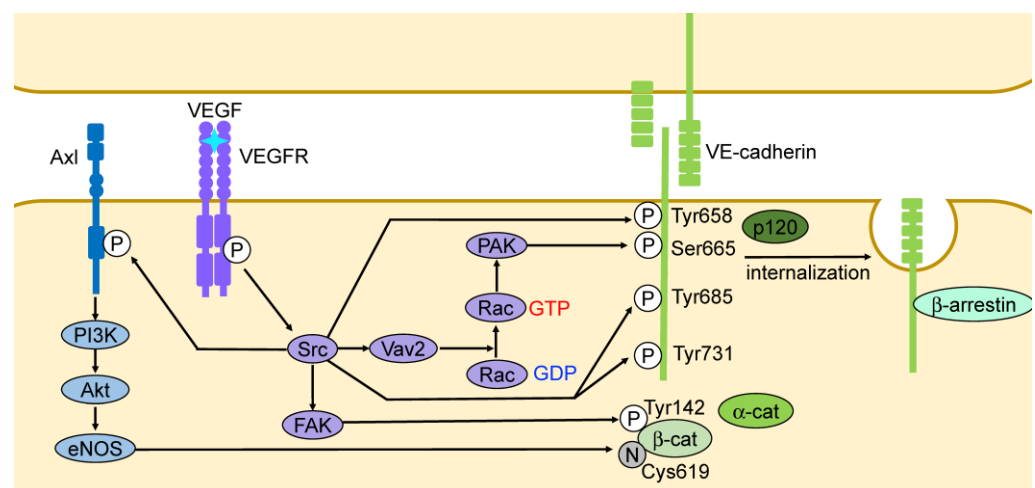 VEGF
Axl
VEGFR
VE-cadherin
P
P
P
Tyr658
p120
PAK
P
Ser665
internalization
Rac
GTP
P
Tyr685
β-arrestin
PI3K
Src
Vav2
Rac
GDP
P
Tyr731
Akt
FAK
P
Tyr142
α-cat
β-cat
eNOS
N
Cys619